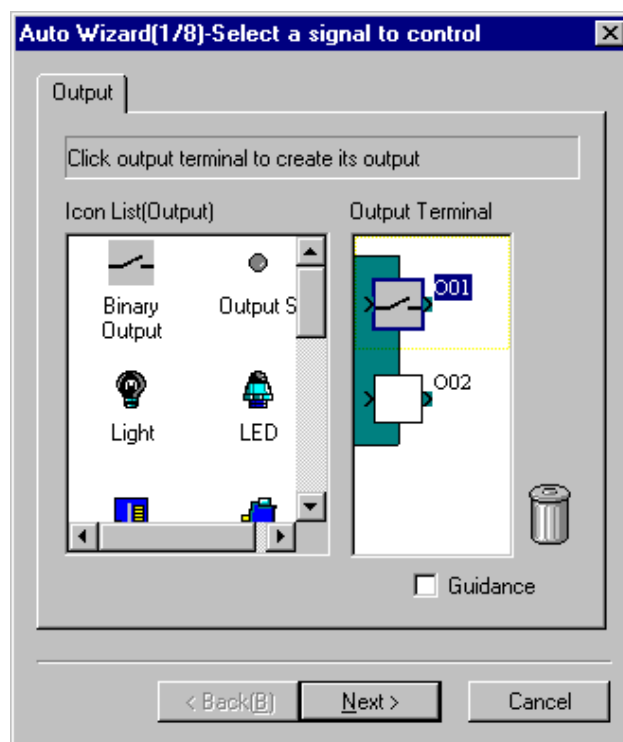 Auto Wizard(1/8)-Select a signal to control
Output
Click output terminal to create its output
Icon List(Output)
Output Terminal
Binary
Output
Output S
Light
LED
O01
O02
Guidance
< Back(B)
Next >
Cancel